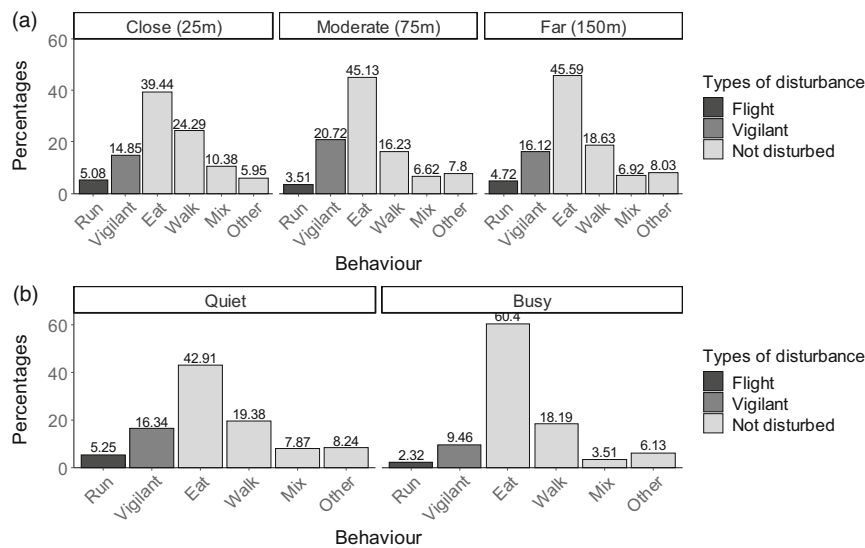 (a)
Close (25m) Moderate (75m) Far (150m)
Percentages
60
40
20
0
5.08 14.85 39.44 24.29 10.38 5.95
3.51 20.72 45.13 16.23 6.62 7.8
4.72 16.12 45.59 18.63 6.92 8.03
Run Vigilant Eat Walk Mix Other
Run Vigilant Eat Walk Mix Other
Run Vigilant Eat Walk Mix Other
Behaviour
Types of disturbance
Flight
Vigilant
Not disturbed
(b)
Quiet Busy
Percentages
60
40
20
0
5.25 16.34 42.91 19.38 7.87 8.24
2.32 9.46 60.4 18.19 3.51 6.13
Run Vigilant Eat Walk Mix Other
Run Vigilant Eat Walk Mix Other
Behaviour
Types of disturbance
Flight
Vigilant
Not disturbed